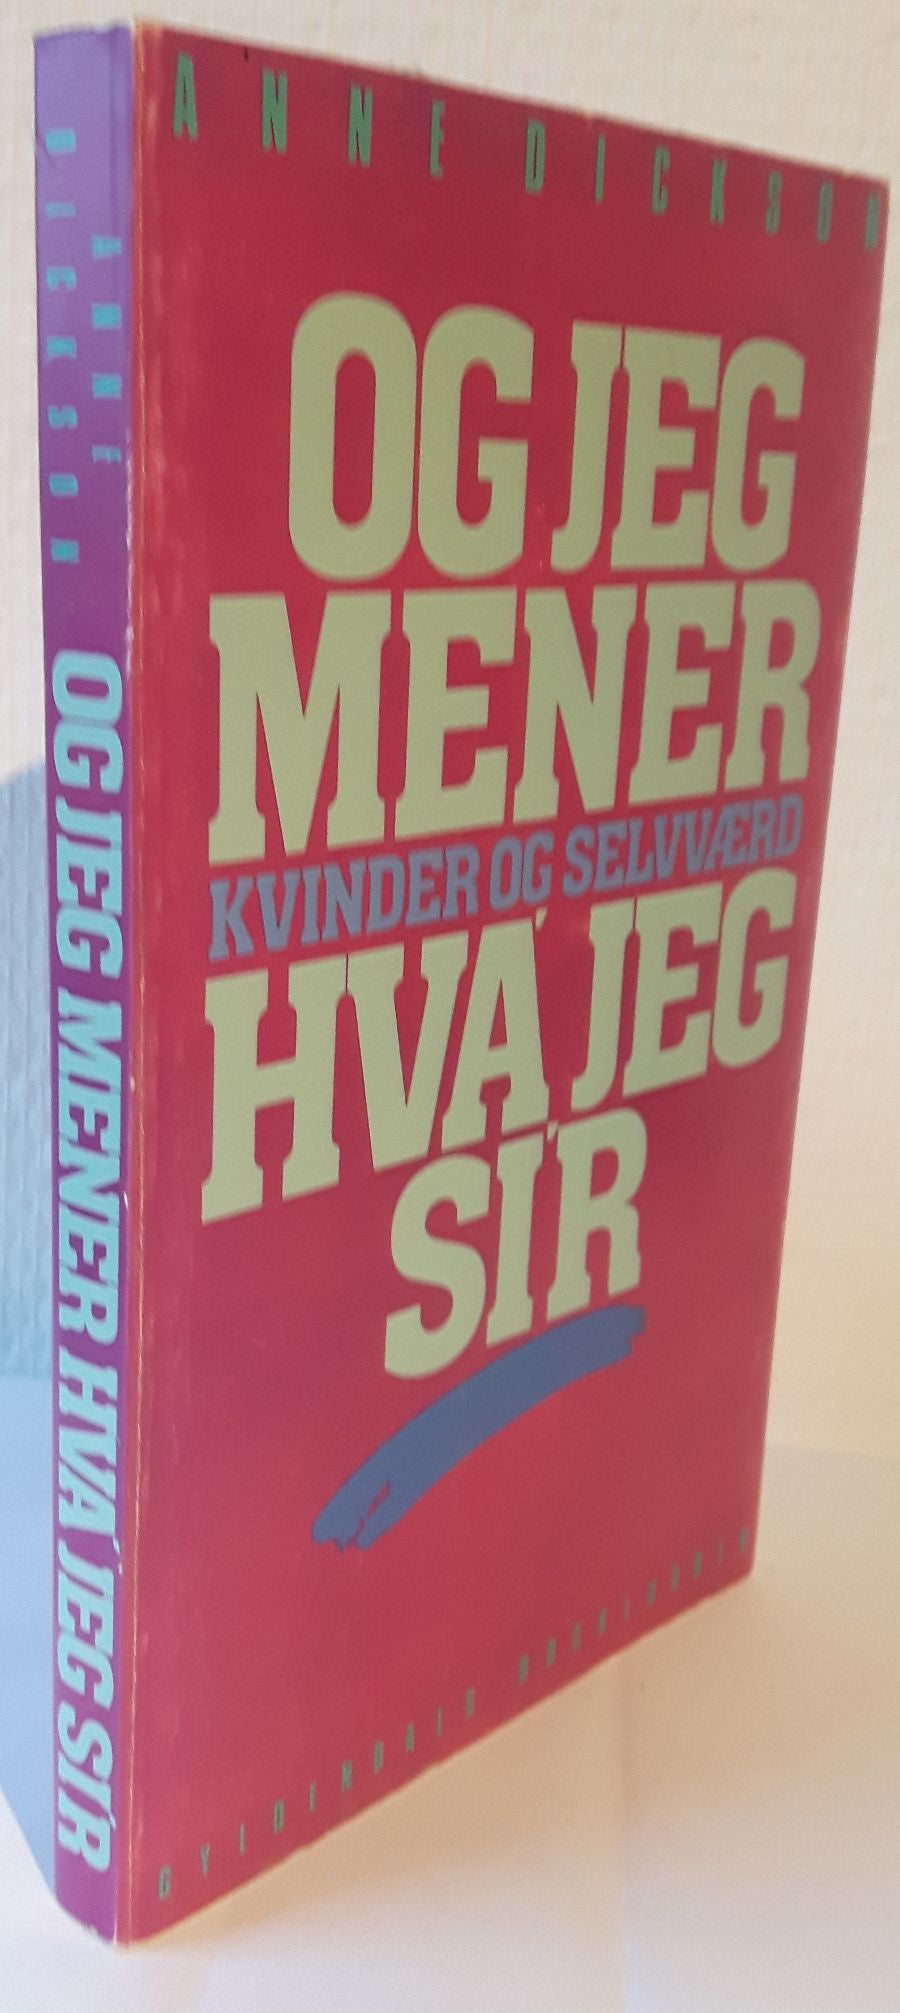 ANNE DICKSON
OG JEG
MENER
KVINDER OG SELVVÆRD
HVA' JEG
SI'R
GYLDENDALS BOGKLUBBER
ANNE
DICKSON
OG JEG MENER HVA' JEG SI'R